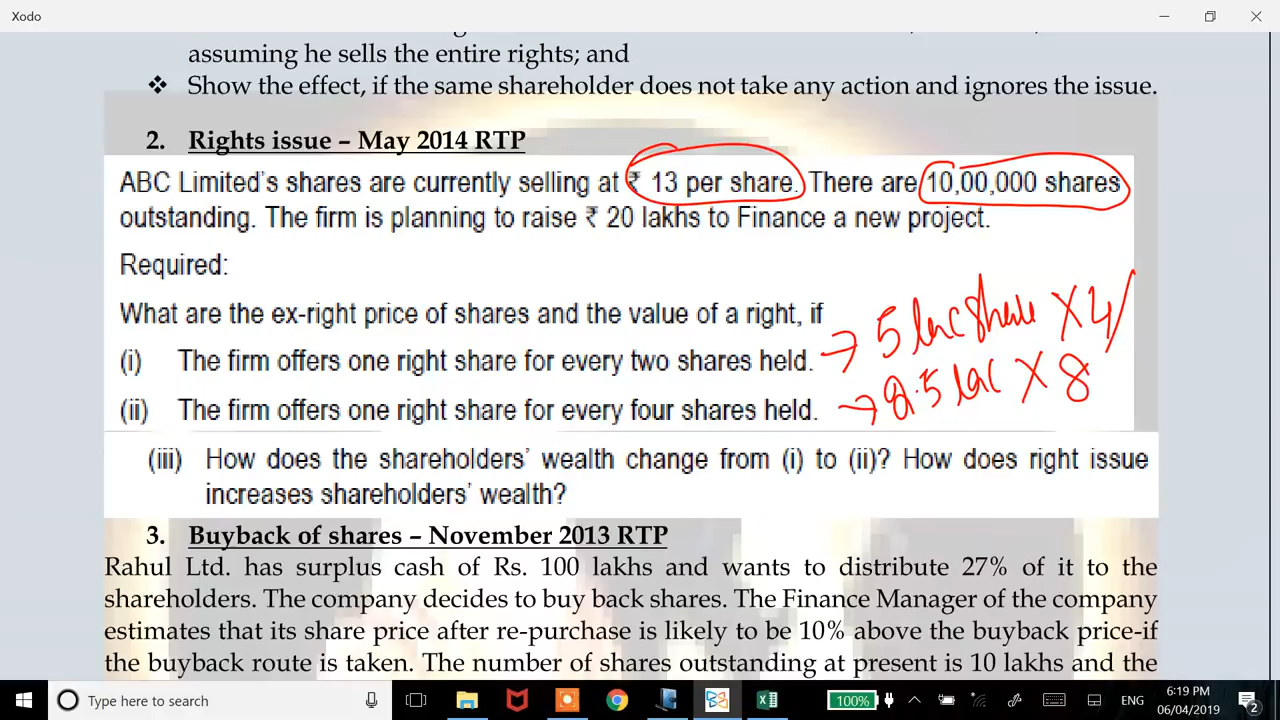 Xodo
assuming he sells the entire rights; and
❖ Show the effect, if the same shareholder does not take any action and ignores the issue.
2. Rights issue – May 2014 RTP
ABC Limited's shares are currently selling at ₹ 13 per share. There are 10,00,000 shares
outstanding. The firm is planning to raise ₹ 20 lakhs to Finance a new project.
Required:
What are the ex-right price of shares and the value of a right, if
→ 5 lac share X 4/
(i) The firm offers one right share for every two shares held.
→ 2.5 lac X 8
(ii) The firm offers one right share for every four shares held.
(iii) How does the shareholders' wealth change from (i) to (ii)? How does right issue
increases shareholders' wealth?
3. Buyback of shares – November 2013 RTP
Rahul Ltd. has surplus cash of Rs. 100 lakhs and wants to distribute 27% of it to the
shareholders. The company decides to buy back shares. The Finance Manager of the company
estimates that its share price after re-purchase is likely to be 10% above the buyback price-if
the buyback route is taken. The number of shares outstanding at present is 10 lakhs and the
Type here to search
100%
ENG
6:19 PM
06/04/2019
2